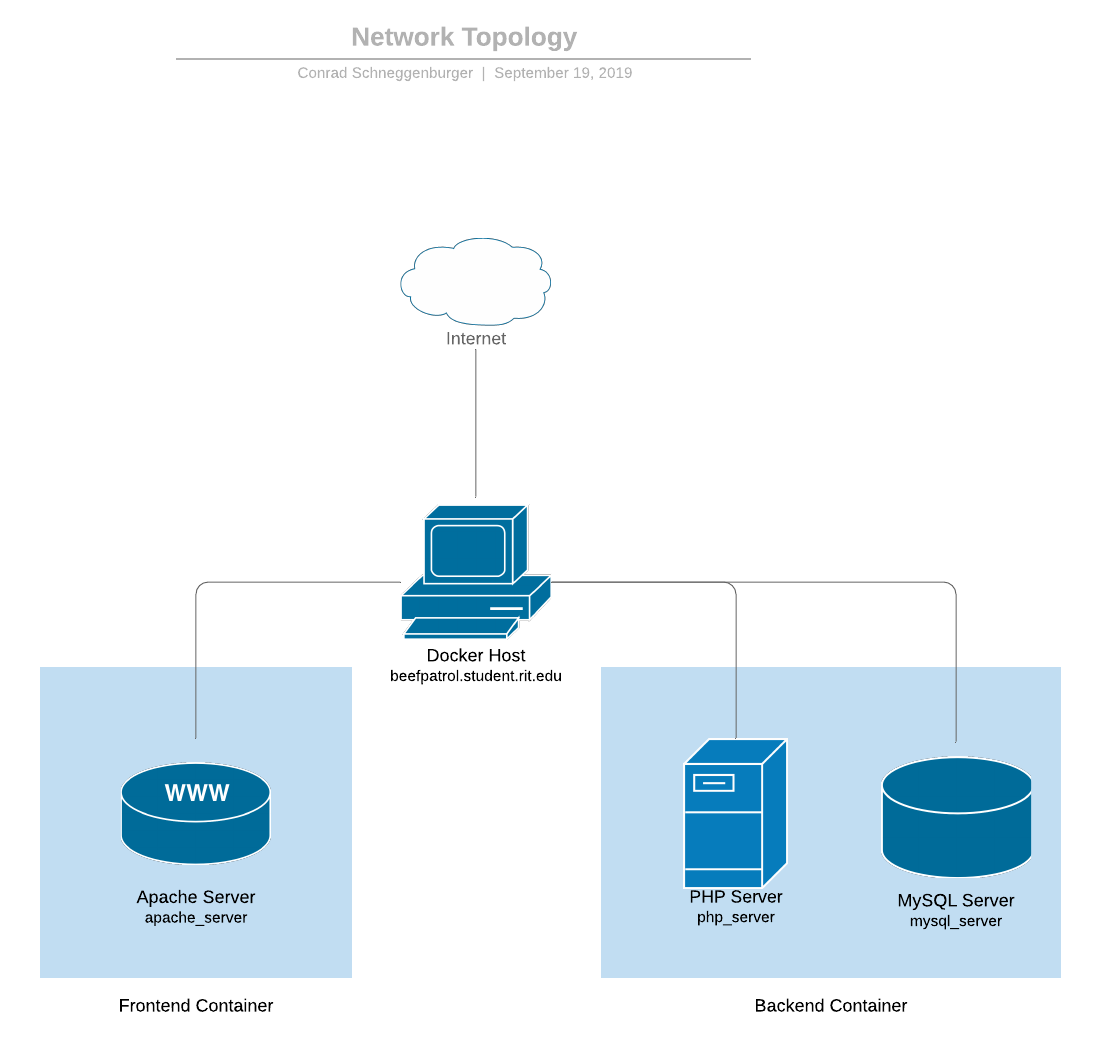 Network Topology
Conrad Schneggenburger | September 19, 2019
Internet
Docker Host
beefpatrol.student.rit.edu
WWW
Apache Server
apache_server
PHP Server
php_server
MySQL Server
mysql_server
Frontend Container
Backend Container